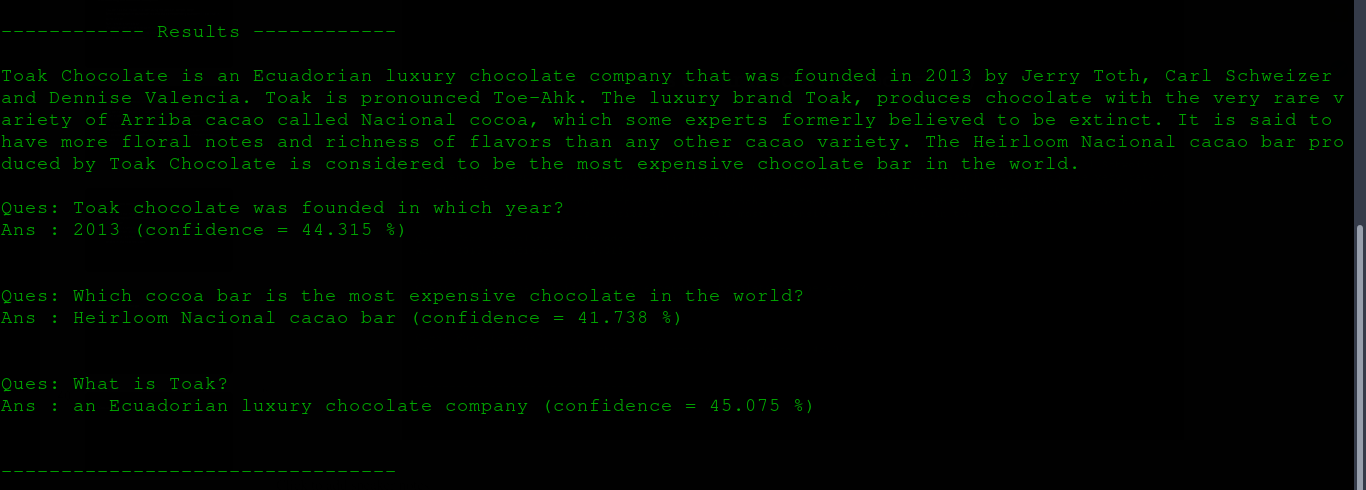 ------------ Results ------------
Toak Chocolate is an Ecuadorian luxury chocolate company that was founded in 2013 by Jerry Toth, Carl Schweizer
and Dennise Valencia. Toak is pronounced Toe-Ahk. The luxury brand Toak, produces chocolate with the very rare v
ariety of Arriba cacao called Nacional cocoa, which some experts formerly believed to be extinct. It is said to
have more floral notes and richness of flavors than any other cacao variety. The Heirloom Nacional cacao bar pro
duced by Toak Chocolate is considered to be the most expensive chocolate bar in the world.
Ques: Toak chocolate was founded in which year?
Ans : 2013 (confidence = 44.315 %)
Ques: Which cocoa bar is the most expensive chocolate in the world?
Ans : Heirloom Nacional cacao bar (confidence = 41.738 %)
Ques: What is Toak?
Ans : an Ecuadorian luxury chocolate company (confidence = 45.075 %)
---------------------------------